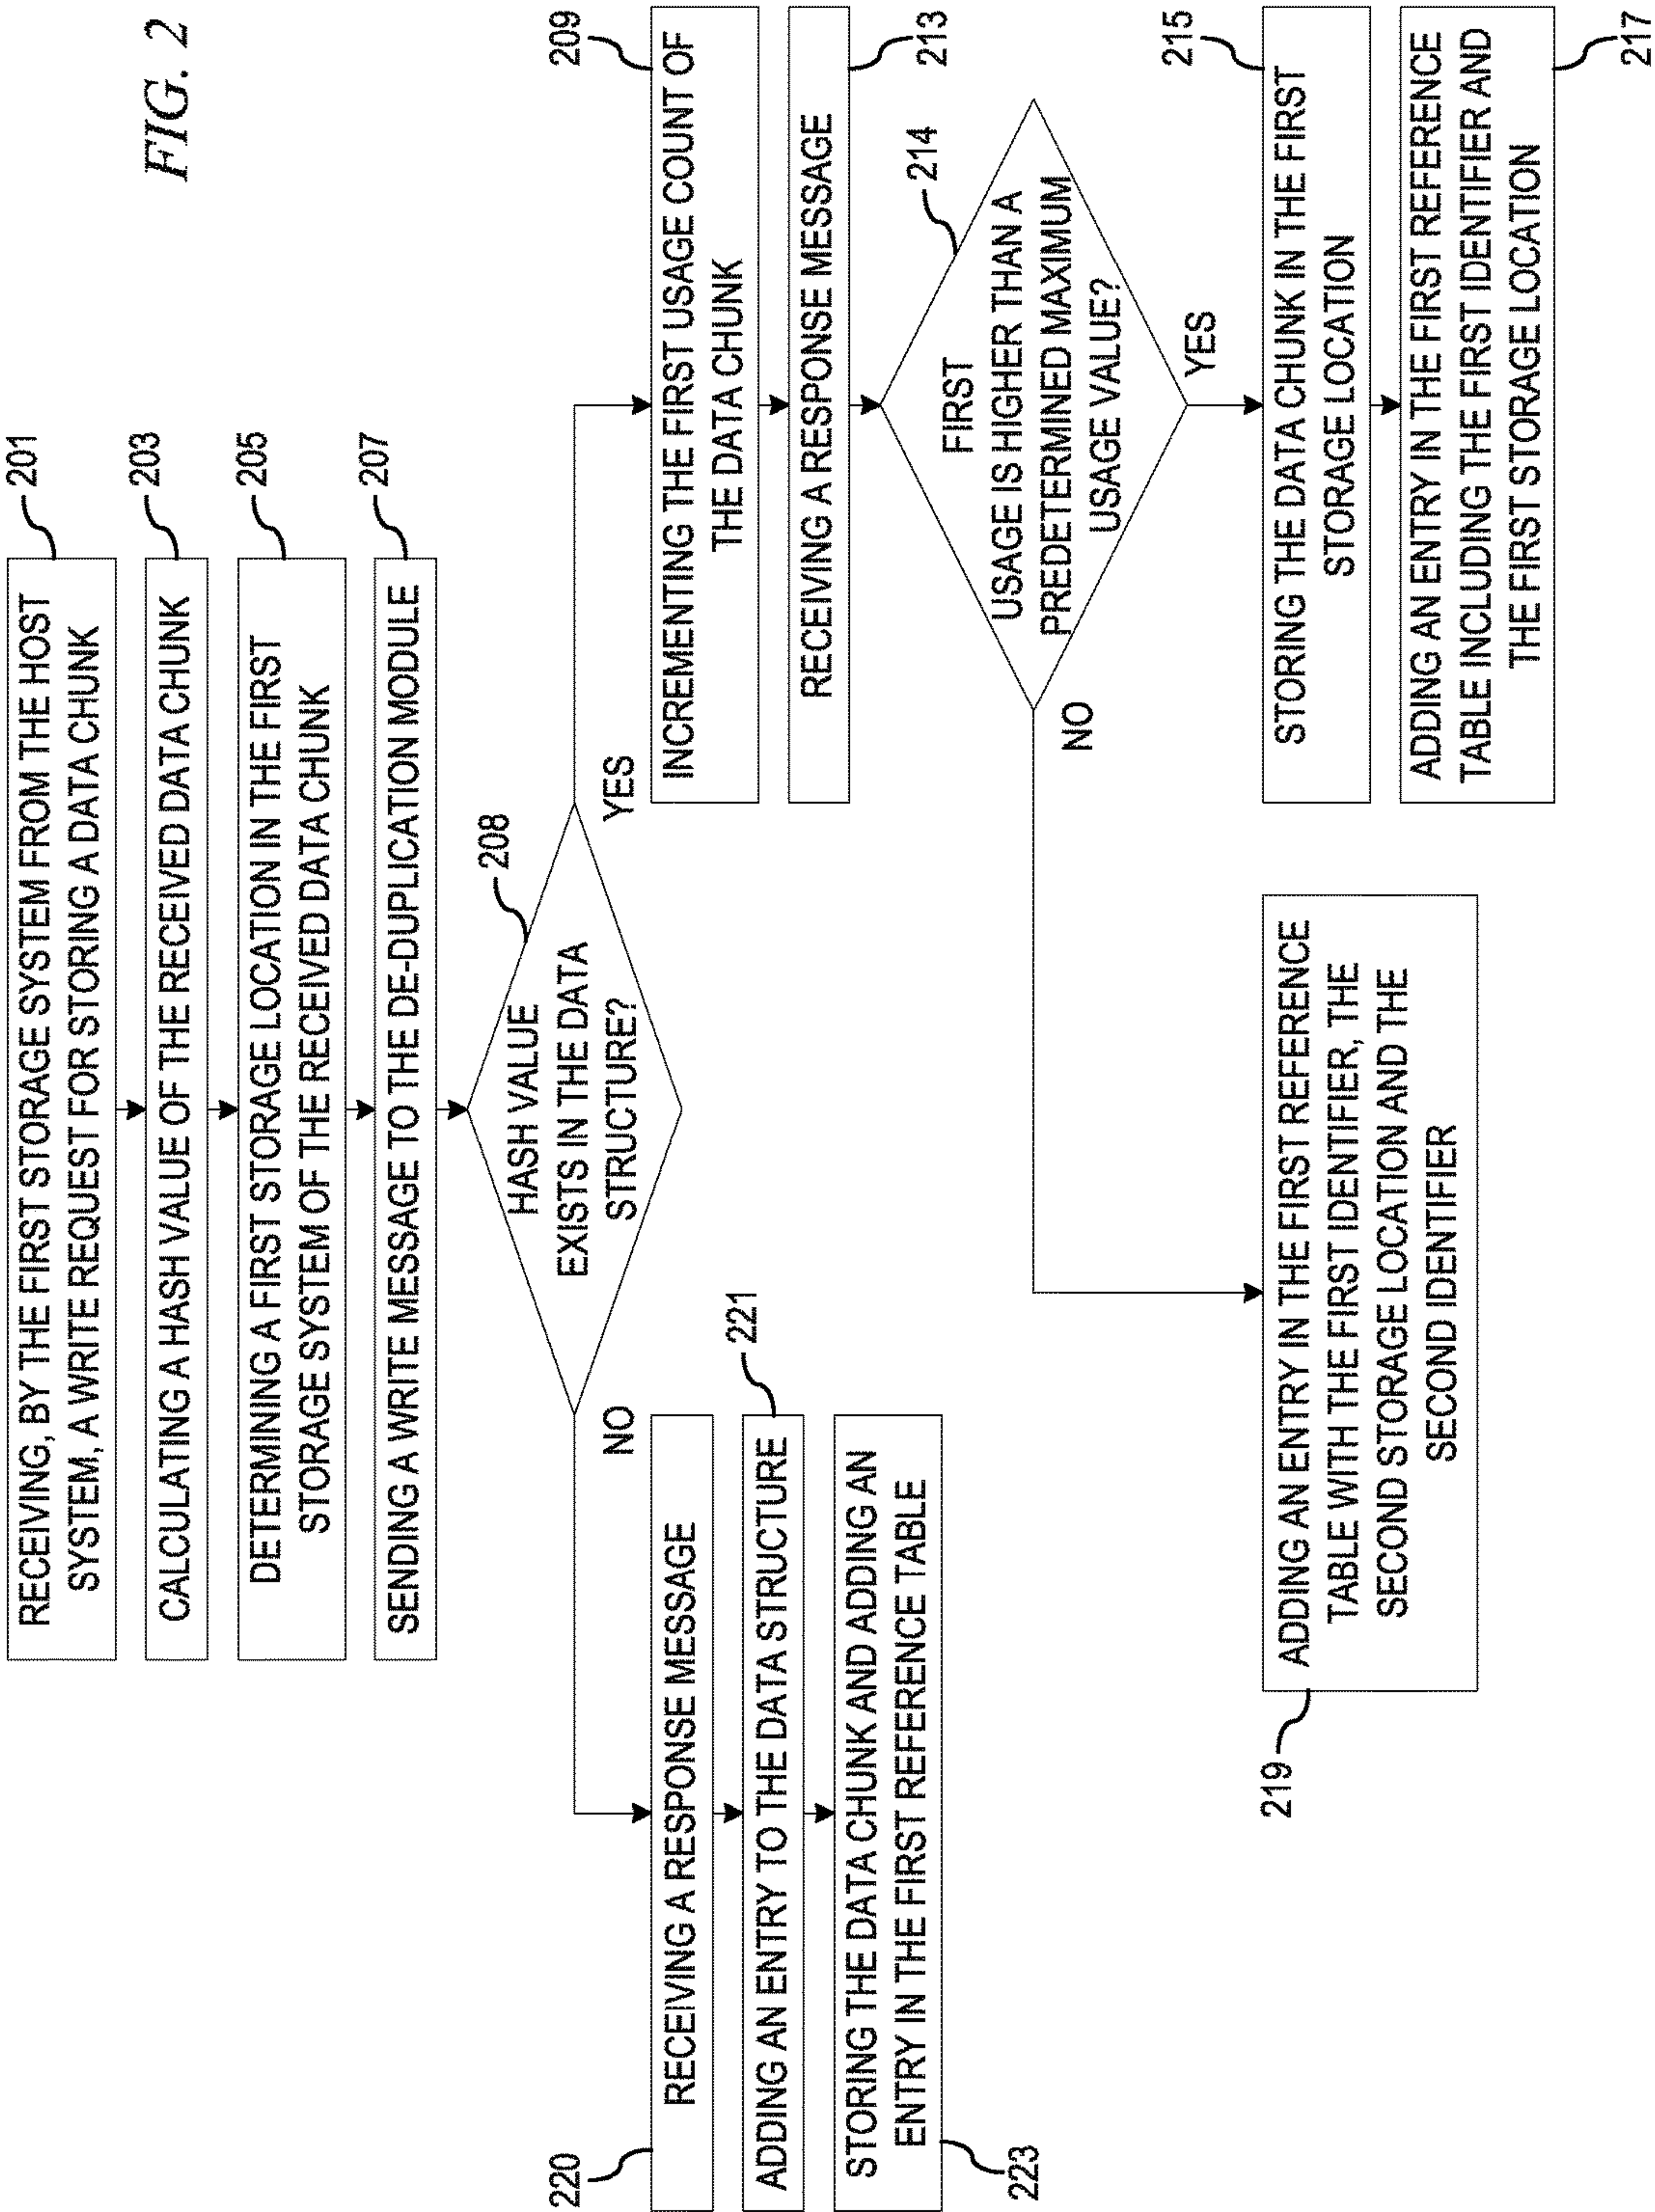 FIG. 2
RECEIVING, BY THE FIRST STORAGE SYSTEM FROM THE HOST
SYSTEM, A WRITE REQUEST FOR STORING A DATA CHUNK
201
CALCULATING A HASH VALUE OF THE RECEIVED DATA CHUNK
203
DETERMINING A FIRST STORAGE LOCATION IN THE FIRST
STORAGE SYSTEM OF THE RECEIVED DATA CHUNK
205
SENDING A WRITE MESSAGE TO THE DE-DUPLICATION MODULE
207
HASH VALUE
EXISTS IN THE DATA
STRUCTURE?
208
NO
YES
220
RECEIVING A RESPONSE MESSAGE
ADDING AN ENTRY TO THE DATA STRUCTURE
221
STORING THE DATA CHUNK AND ADDING AN
ENTRY IN THE FIRST REFERENCE TABLE
223
INCREMENTING THE FIRST USAGE COUNT OF
THE DATA CHUNK
209
RECEIVING A RESPONSE MESSAGE
213
FIRST
USAGE IS HIGHER THAN A
PREDETERMINED MAXIMUM
USAGE VALUE?
214
NO
YES
219
ADDING AN ENTRY IN THE FIRST REFERENCE
TABLE WITH THE FIRST IDENTIFIER, THE
SECOND STORAGE LOCATION AND THE
SECOND IDENTIFIER
STORING THE DATA CHUNK IN THE FIRST
STORAGE LOCATION
215
ADDING AN ENTRY IN THE FIRST REFERENCE
TABLE INCLUDING THE FIRST IDENTIFIER AND
THE FIRST STORAGE LOCATION
217